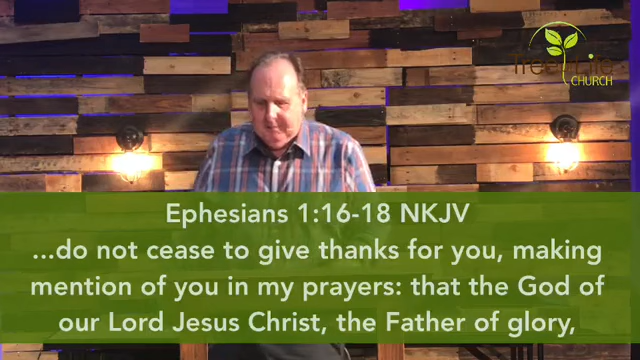 CHURCH
Ephesians 1:16-18 NKJV
...do not cease to give thanks for you, making
mention of you in my prayers: that the God of
our Lord Jesus Christ, the Father of glory,